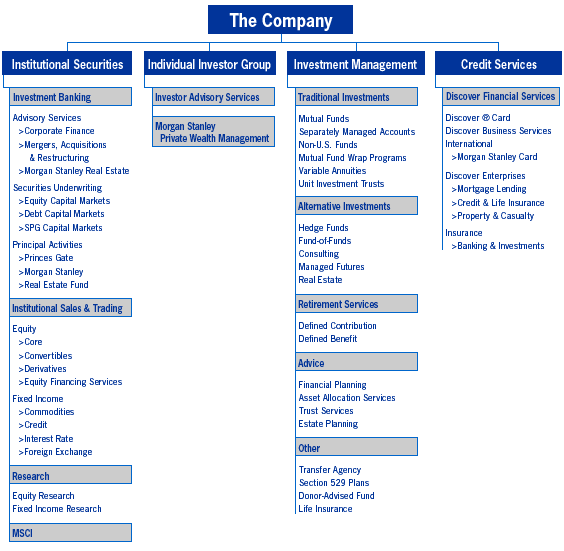 The Company
Institutional Securities
Investment Banking
Advisory Services
>Corporate Finance
>Mergers, Acquisitions
& Restructuring
>Morgan Stanley Real Estate
Securities Underwriting
>Equity Capital Markets
>Debt Capital Markets
>SPG Capital Markets
Principal Activities
>Princes Gate
>Morgan Stanley
>Real Estate Fund
Institutional Sales & Trading
Equity
>Core
>Convertibles
>Derivatives
>Equity Financing Services
Fixed Income
>Commodities
>Credit
>Interest Rate
>Foreign Exchange
Research
Equity Research
Fixed Income Research
MSCI
Individual Investor Group
Investor Advisory Services
Morgan Stanley
Private Wealth Management
Investment Management
Traditional Investments
Mutual Funds
Separately Managed Accounts
Non-U.S. Funds
Mutual Fund Wrap Programs
Variable Annuities
Unit Investment Trusts
Alternative Investments
Hedge Funds
Fund-of-Funds
Consulting
Managed Futures
Real Estate
Retirement Services
Defined Contribution
Defined Benefit
Advice
Financial Planning
Asset Allocation Services
Trust Services
Estate Planning
Other
Transfer Agency
Section 529 Plans
Donor-Advised Fund
Life Insurance
Credit Services
Discover Financial Services
Discover ® Card
Discover Business Services
International
>Morgan Stanley Card
Discover Enterprises
>Mortgage Lending
>Credit & Life Insurance
>Property & Casualty
Insurance
>Banking & Investments